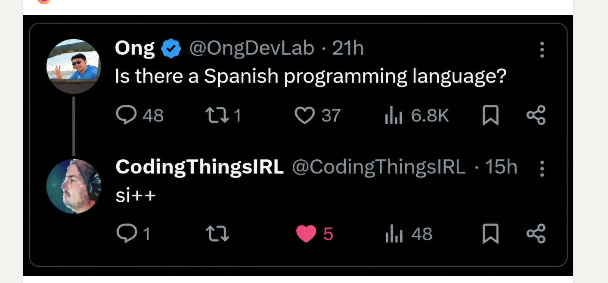 Ong @OngDevLab · 21h
Is there a Spanish programming language?
48 1 37 6.8K
CodingThingsIRL @CodingThingsIRL · 15h
si++
1 5 48